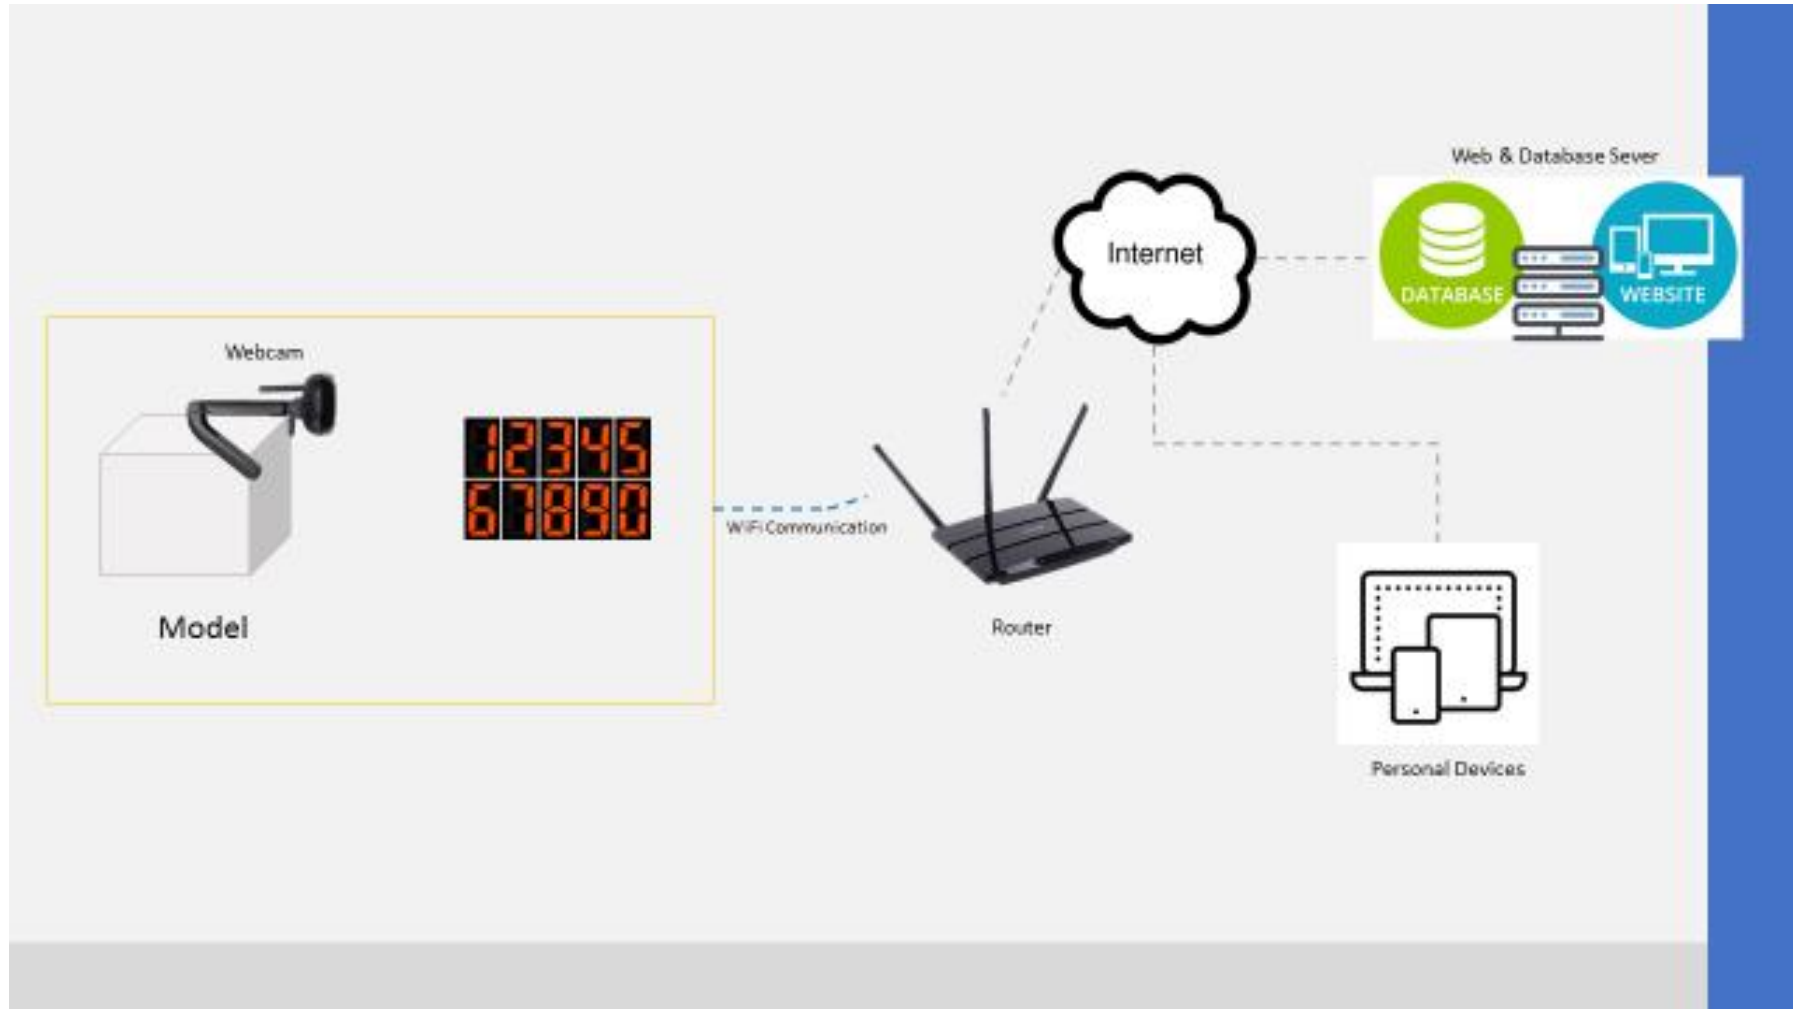 Web & Database Sever
Internet
DATABASE
WEBSITE
Webcam
12345
67890
WiFi Communication
Model
Router
Personal Devices